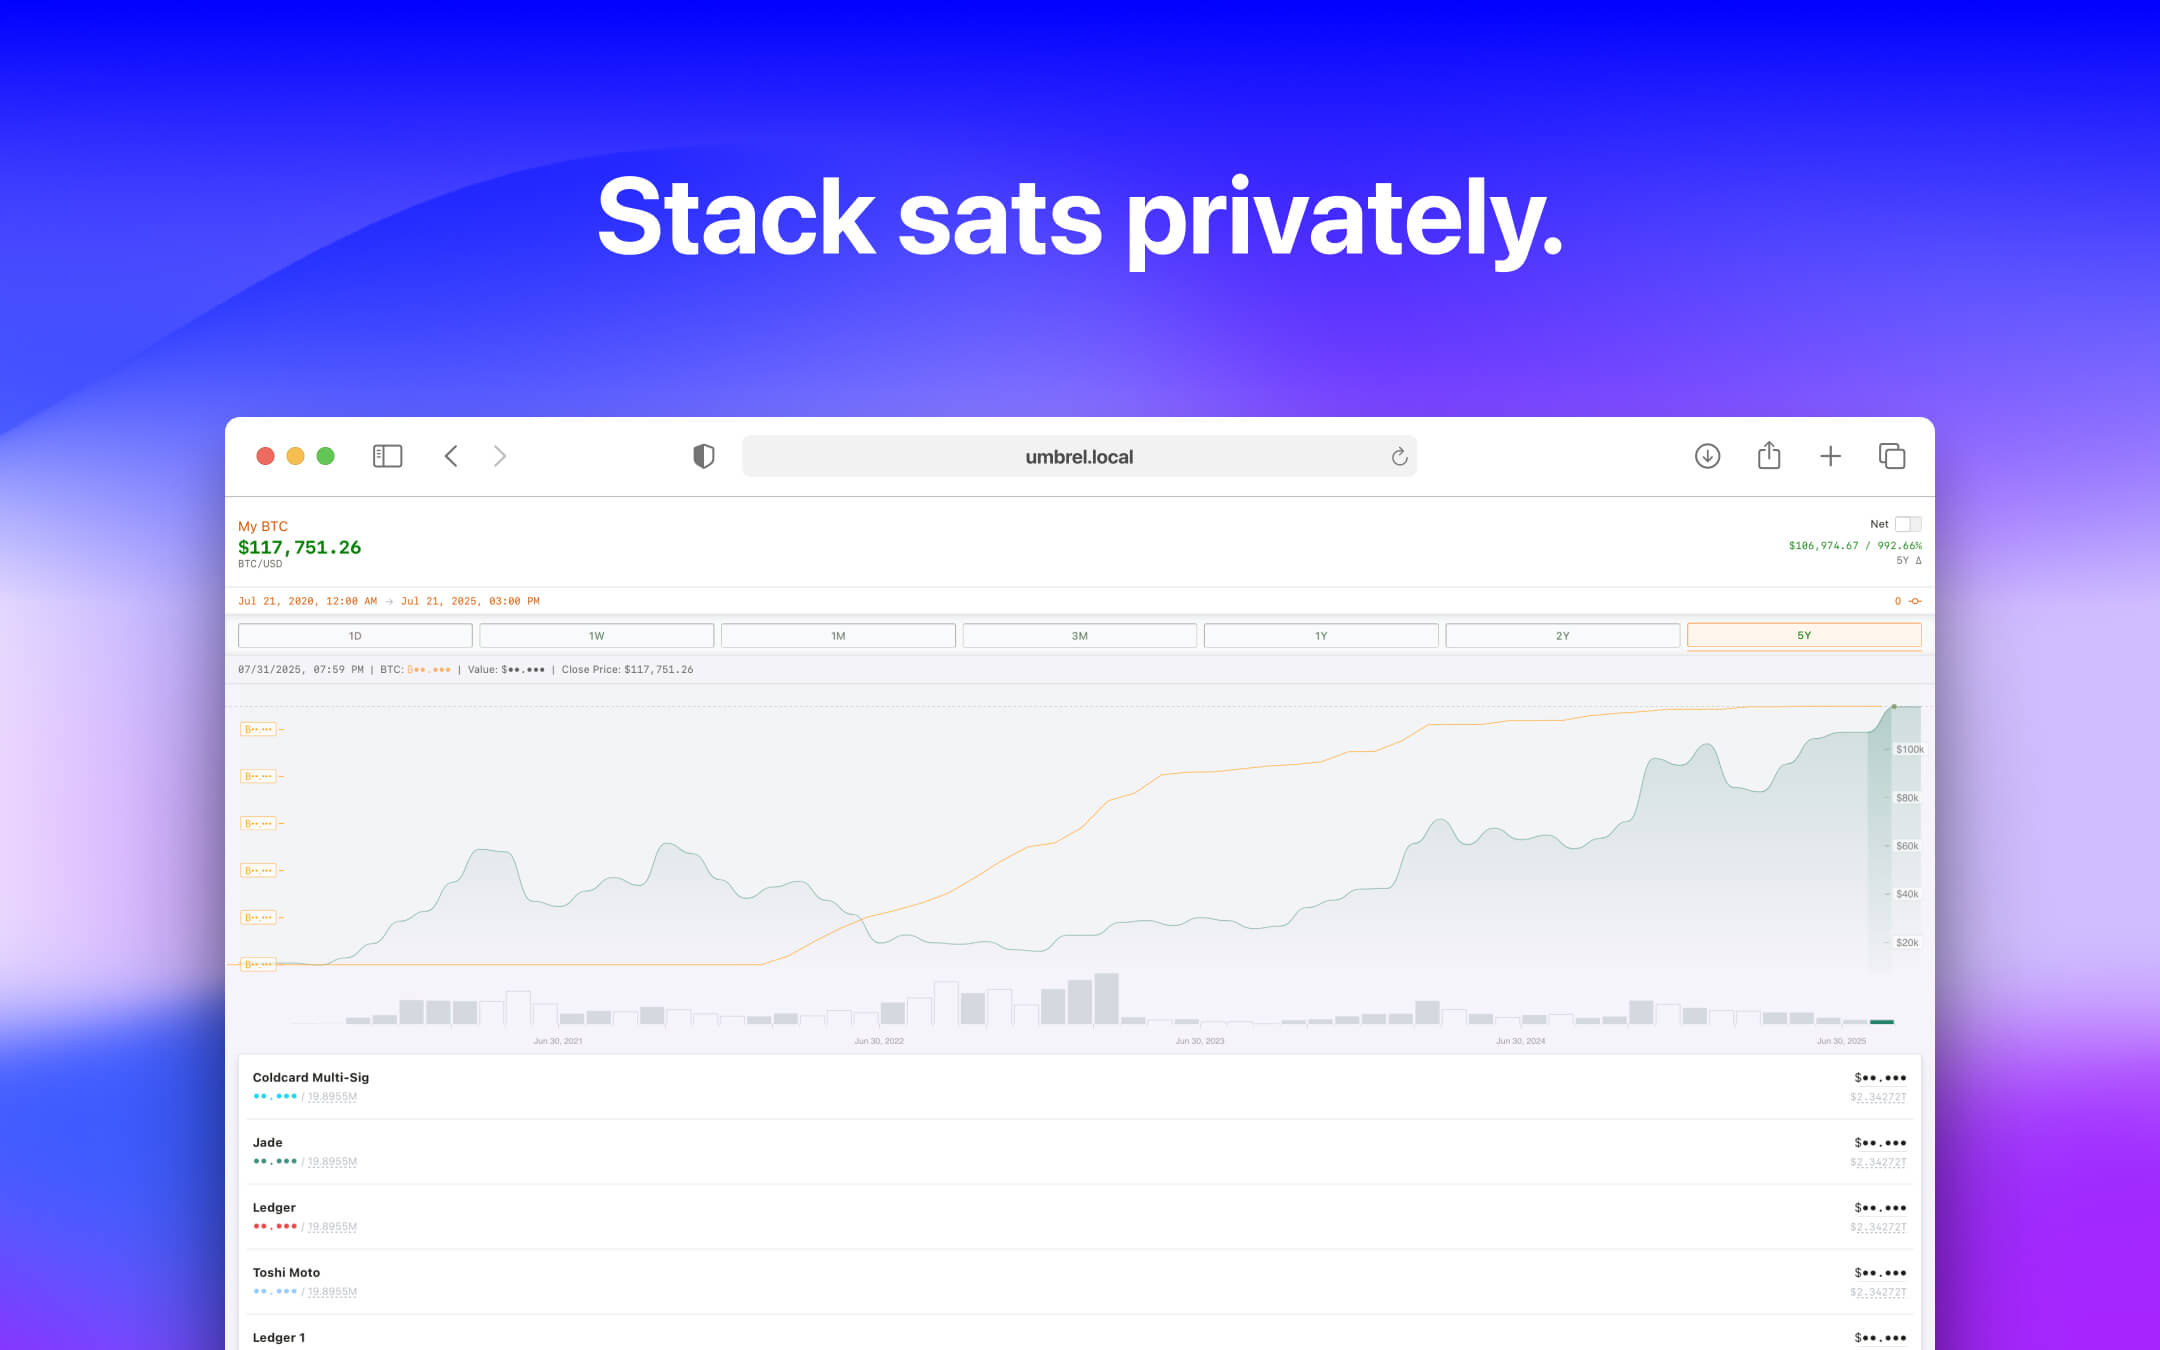 Stack sats privately.
umbrel.local
My BTC
$117,751.26
BTC/USD
Net
$106,974.67 / 992.66%
5Y Δ
Jul 21, 2020, 12:00 AM → Jul 21, 2025, 03:00 PM
0
1D 1W 1M 3M 1Y 2Y 5Y
07/31/2025, 07:59 PM | BTC: B••.••• | Value: $••.••• | Close Price: $117,751.26
B••.•••
B••.•••
B••.•••
B••.•••
B••.•••
B••.•••
$100k
$80k
$60k
$40k
$20k
Jun 30, 2021 Jun 30, 2022 Jun 30, 2023 Jun 30, 2024 Jun 30, 2025
Coldcard Multi-Sig $••.•••
••.••• / 19.8955M $2.34272T
Jade $••.•••
••.••• / 19.8955M $2.34272T
Ledger $••.•••
••.••• / 19.8955M $2.34272T
Toshi Moto $••.•••
••.••• / 19.8955M $2.34272T
Ledger 1 $••.•••